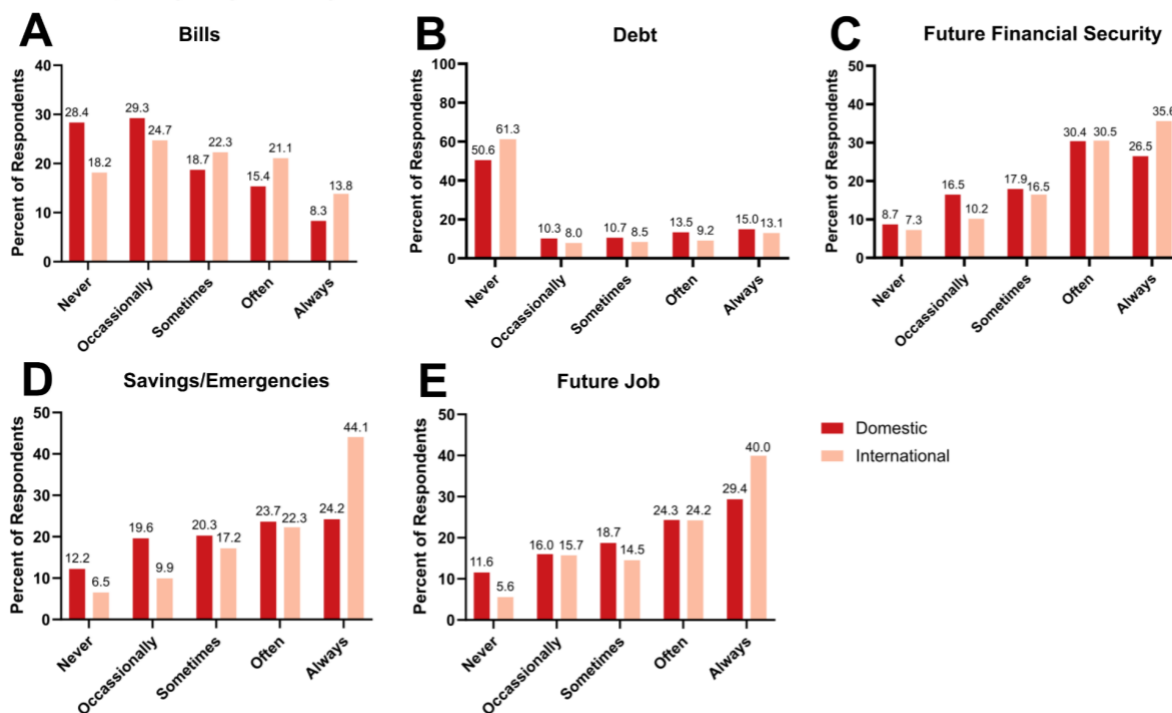 A
Bills
Percent of Respondents
40
30
20
10
0
28.4
18.2
29.3
24.7
18.7
22.3
15.4
21.1
8.3
13.8
Never
Occassionally
Sometimes
Often
Always
B
Debt
Percent of Respondents
100
80
60
40
20
0
50.6
61.3
10.3
8.0
10.7
8.5
13.5
9.2
15.0
13.1
Never
Occassionally
Sometimes
Often
Always
C
Future Financial Security
Percent of Respondents
50
40
30
20
10
0
8.7
7.3
16.5
10.2
17.9
16.5
30.4
30.5
26.5
35.6
Never
Occassionally
Sometimes
Often
Always
D
Savings/Emergencies
Percent of Respondents
50
40
30
20
10
0
12.2
6.5
19.6
9.9
20.3
17.2
23.7
22.3
24.2
44.1
Never
Occassionally
Sometimes
Often
Always
E
Future Job
Percent of Respondents
50
40
30
20
10
0
11.6
5.6
16.0
15.7
18.7
14.5
24.3
24.2
29.4
40.0
Never
Occassionally
Sometimes
Often
Always
Domestic
International